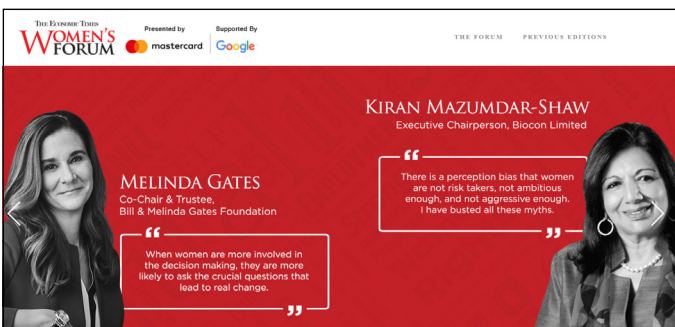 THE ECONOMIC TIMES
WOMEN'S
FORUM
Presented by
mastercard
Supported By
Google
THE FORUM PREVIOUS EDITIONS
KIRAN MAZUMDAR-SHAW
Executive Chairperson, Biocon Limited
“
There is a perception bias that women
are not risk takers, not ambitious
enough, and not aggressive enough.
I have busted all these myths.
”
MELINDA GATES
Co-Chair & Trustee,
Bill & Melinda Gates Foundation
“
When women are more involved in
the decision making, they are more
likely to ask the crucial questions that
lead to real change.
”